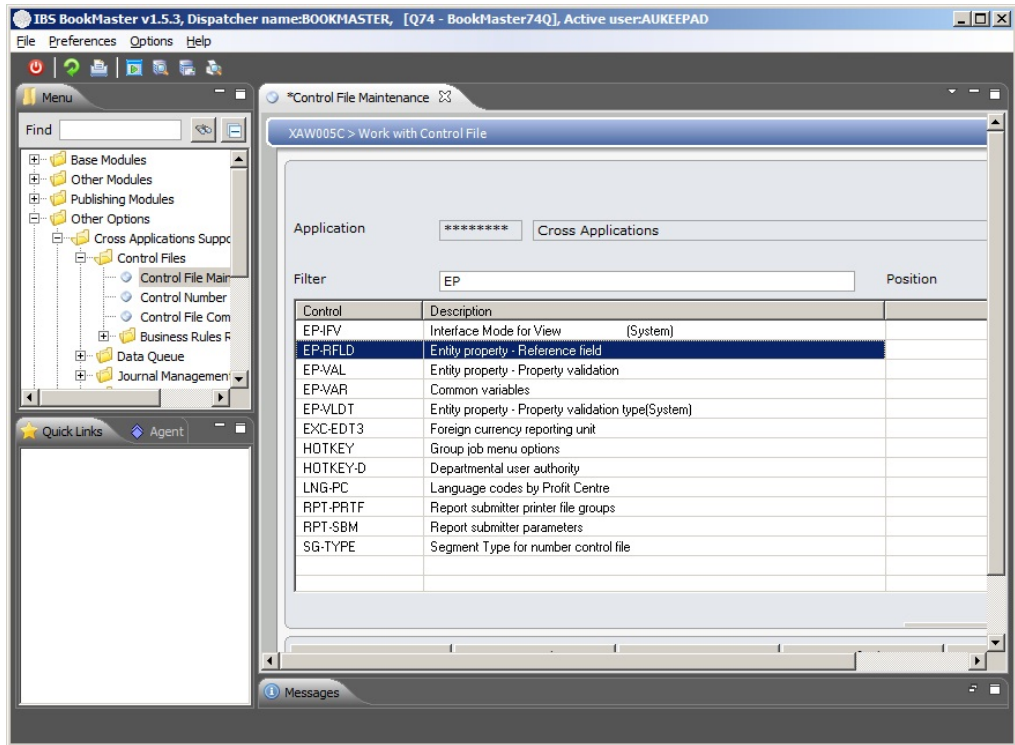 IBS BookMaster v1.5.3, Dispatcher name:BOOKMASTER, [Q74 - BookMaster74Q], Active user:AUKEEPAD
File Preferences Options Help
Menu
*Control File Maintenance
Find
XAW005C > Work with Control File
Base Modules
Other Modules
Publishing Modules
Other Options
Cross Applications Suppo
Control Files
Control File Main
Control Number
Control File Com
Business Rules R
Data Queue
Journal Management
Application ******** Cross Applications
Filter EP Position
Control Description
EP-IFV Interface Mode for View (System)
EP-RFLD Entity property - Reference field
EP-VAL Entity property - Property validation
EP-VAR Common variables
EP-VLDT Entity property - Property validation type(System)
EXC-EDT3 Foreign currency reporting unit
HOTKEY Group job menu options
HOTKEY-D Departmental user authority
LNG-PC Language codes by Profit Centre
RPT-PRTF Report submitter printer file groups
RPT-SBM Report submitter parameters
SG-TYPE Segment Type for number control file
Quick Links Agent
Messages